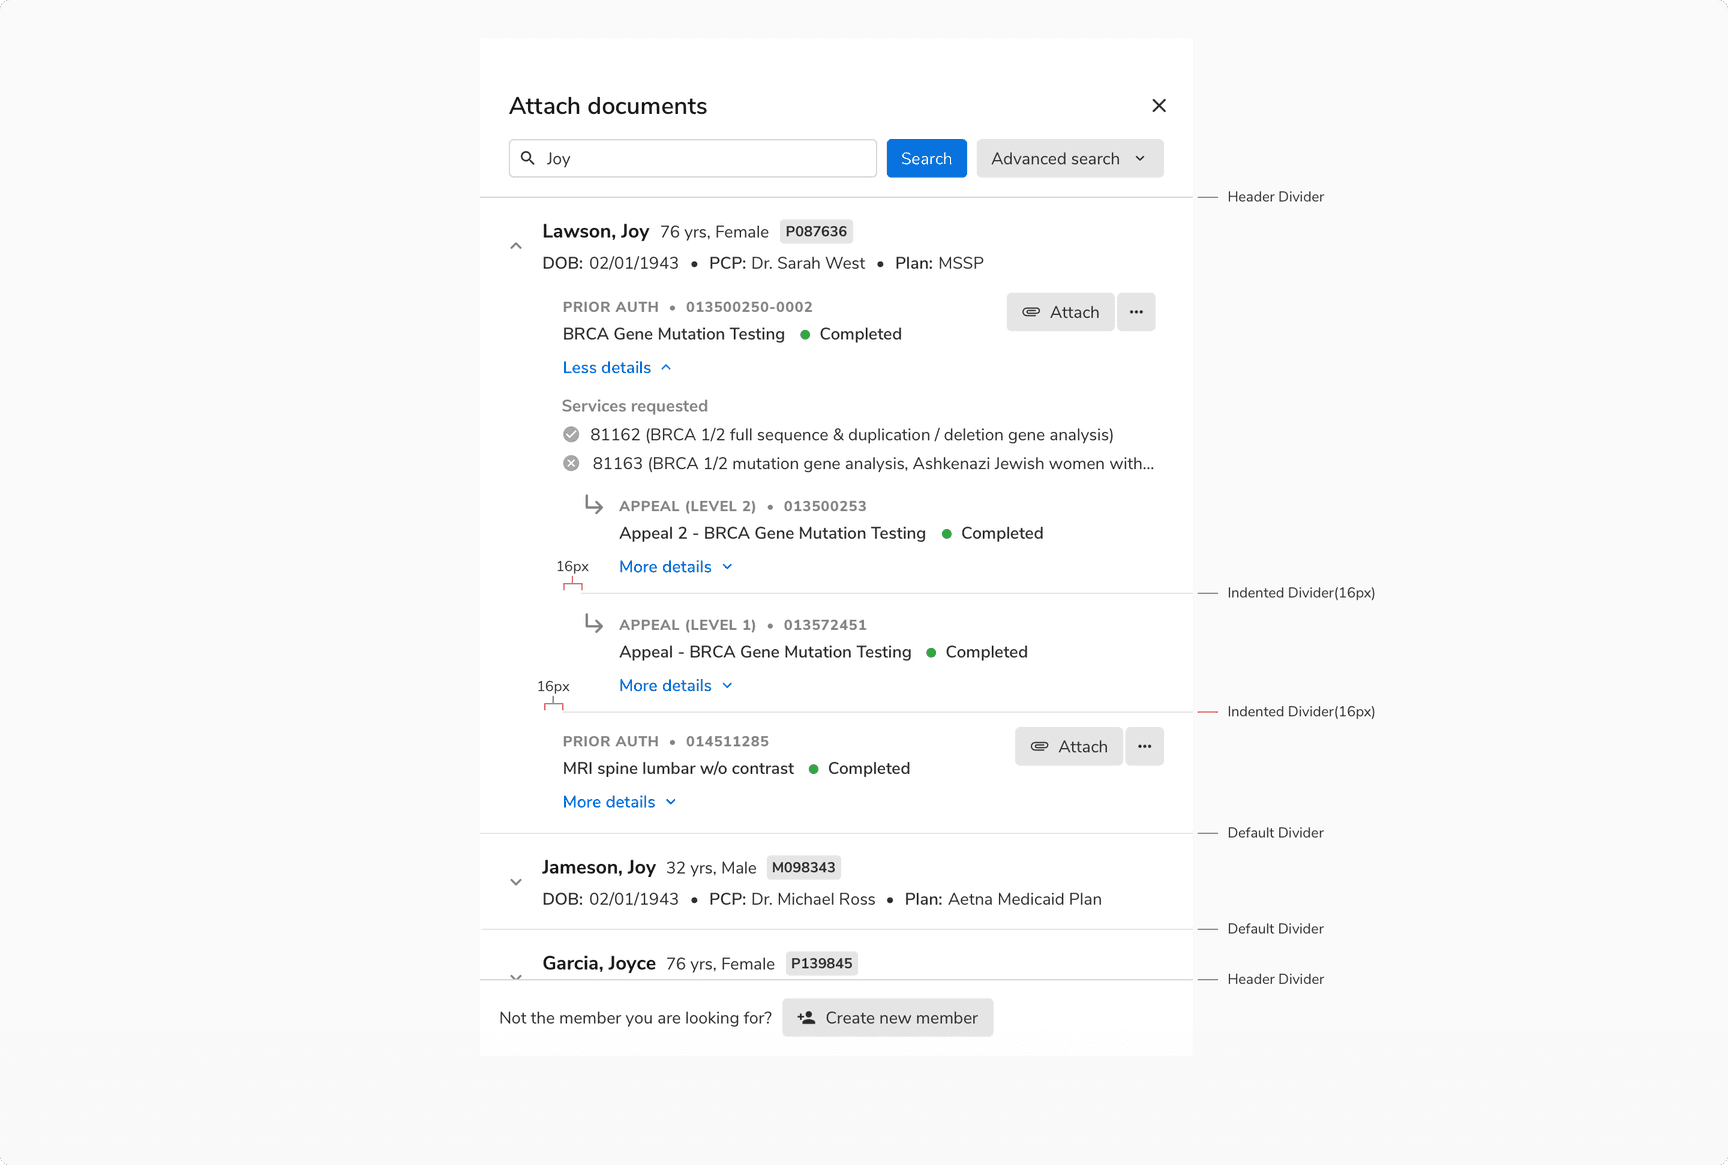 Attach documents
Joy
Search
Advanced search
Header Divider
Lawson, Joy 76 yrs, Female P087636
DOB: 02/01/1943 • PCP: Dr. Sarah West • Plan: MSSP
PRIOR AUTH • 013500250-0002
Attach
BRCA Gene Mutation Testing Completed
Less details
Services requested
81162 (BRCA 1/2 full sequence & duplication / deletion gene analysis)
81163 (BRCA 1/2 mutation gene analysis, Ashkenazi Jewish women with...
APPEAL (LEVEL 2) • 013500253
Appeal 2 - BRCA Gene Mutation Testing Completed
16px
More details
Indented Divider(16px)
APPEAL (LEVEL 1) • 013572451
Appeal - BRCA Gene Mutation Testing Completed
16px
More details
Indented Divider(16px)
PRIOR AUTH • 014511285
Attach
MRI spine lumbar w/o contrast Completed
More details
Default Divider
Jameson, Joy 32 yrs, Male M098343
DOB: 02/01/1943 • PCP: Dr. Michael Ross • Plan: Aetna Medicaid Plan
Default Divider
Garcia, Joyce 76 yrs, Female P139845
Header Divider
Not the member you are looking for?
Create new member